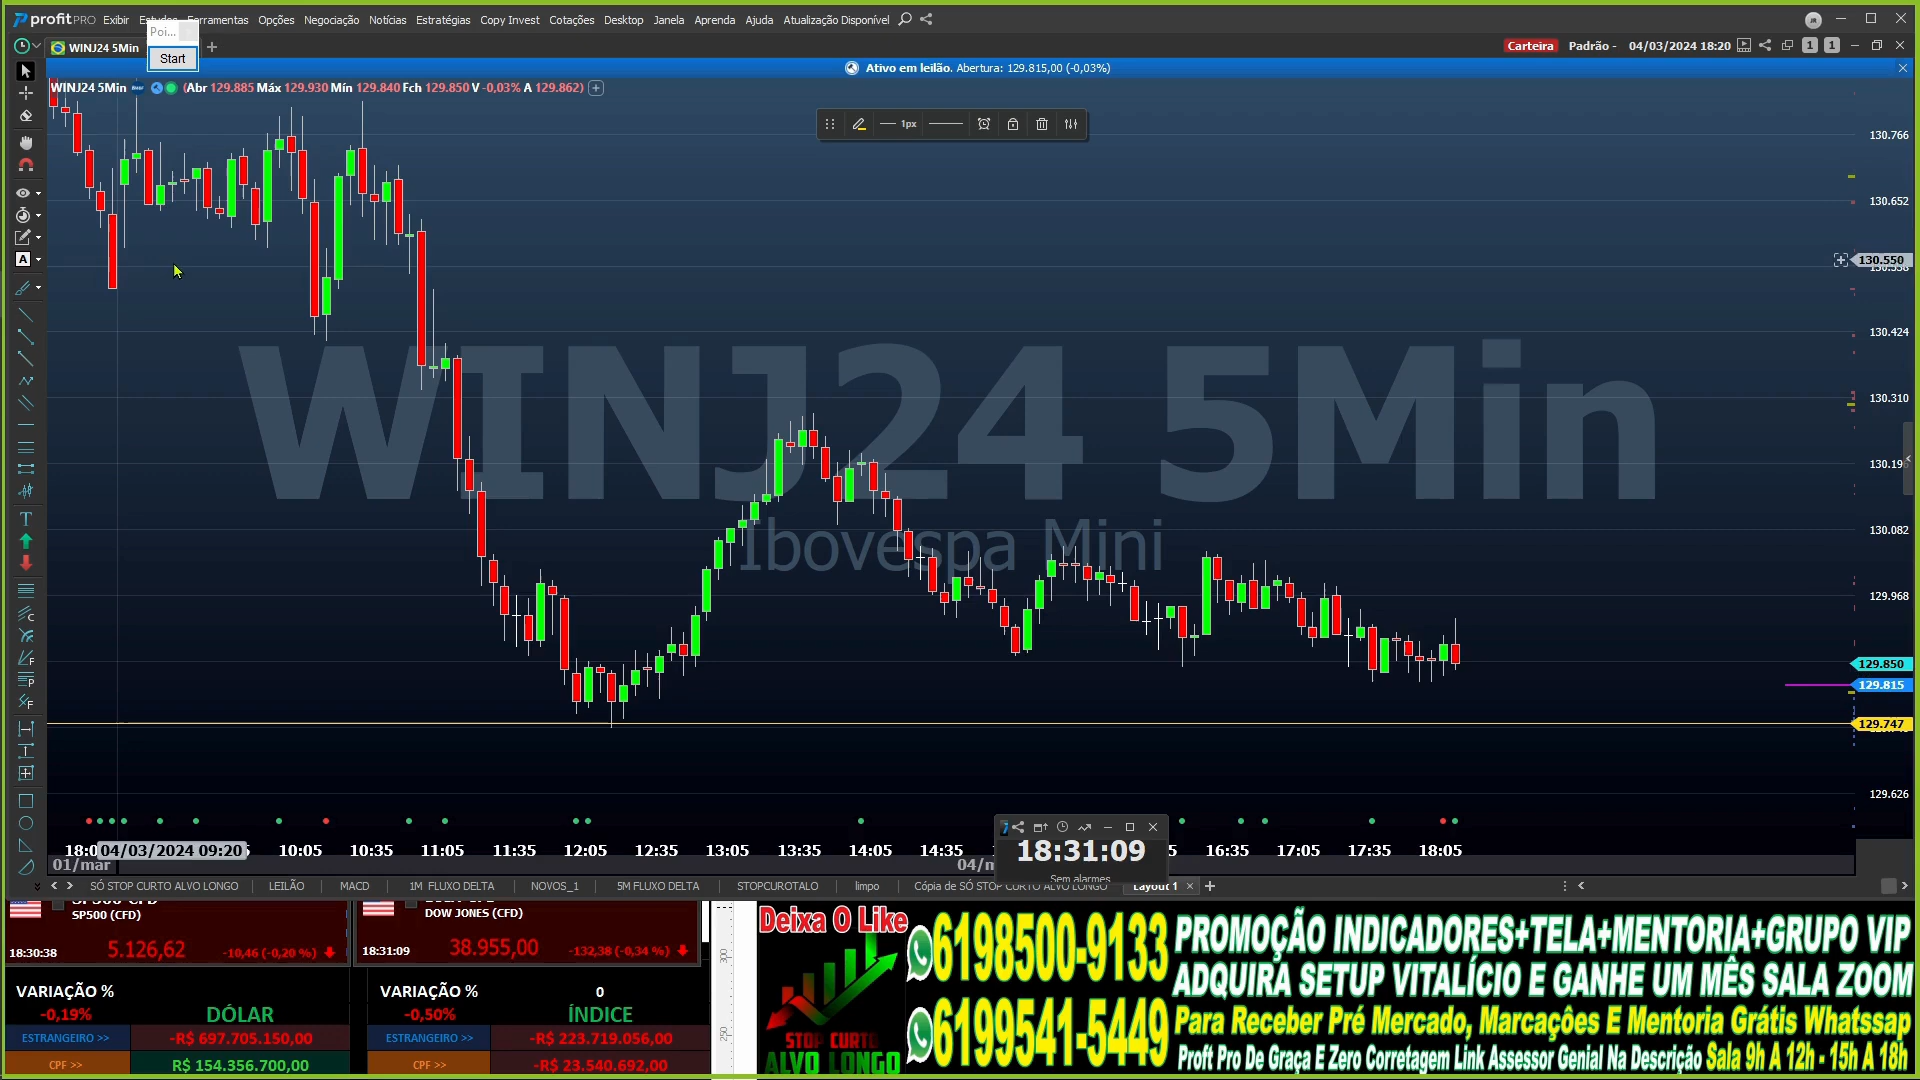 profitPRO Exibir Estudos Ferramentas Opções Negociação Notícias Estratégias Copy Invest Cotações Desktop Janela Aprenda Ajuda Atualização Disponível
Poi...
Start
WINJ24 5Min
Carteira Padrão - 04/03/2024 18:20 1 1
Ativo em leilão. Abertura: 129.815,00 (-0,03%)
WINJ24 5Min (Abr 129.885 Máx 129.930 Mín 129.840 Fch 129.850 V -0,03% A 129.862)
1px
130.766
130.652
130.550
130.424
130.310
130.19
130.082
129.968
129.850
129.815
129.747
129.626
WINJ24 5Min
Ibovespa Mini
18:0 04/03/2024 09:20 10:05 10:35 11:05 11:35 12:05 12:35 13:05 13:35 14:05 14:35 16:35 17:05 17:35 18:05
01/mar 04/m
18:31:09
Sem alarmes
SÓ STOP CURTO ALVO LONGO LEILÃO MACD 1M FLUXO DELTA NOVOS_1 5M FLUXO DELTA STOPCUROTALO limpo Cópia de SÓ STOP CURTO ALVO LONGO Layout 1
SP500 (CFD)
18:30:38 5.126,62 -10,46 (-0,20 %)
DOW JONES (CFD)
18:31:09 38.955,00 -132,38 (-0,34 %)
VARIAÇÃO %
-0,19% DÓLAR
ESTRANGEIRO >> -R$ 697.705.150,00
CPF >> R$ 154.356.700,00
VARIAÇÃO % 0
-0,50% ÍNDICE
ESTRANGEIRO >> -R$ 223.719.056,00
CPF >> -R$ 23.540.692,00
300
250
Deixa O Like
STOP CURTO
ALVO LONGO
6198500-9133
6199541-5449
PROMOÇÃO INDICADORES+TELA+MENTORIA+GRUPO VIP
ADQUIRA SETUP VITALÍCIO E GANHE UM MÊS SALA ZOOM
Para Receber Pré Mercado, Marcações E Mentoria Grátis Whatssap
Proft Pro De Graça E Zero Corretagem Link Assessor Genial Na Descrição Sala 9h A 12h - 15h A 18h